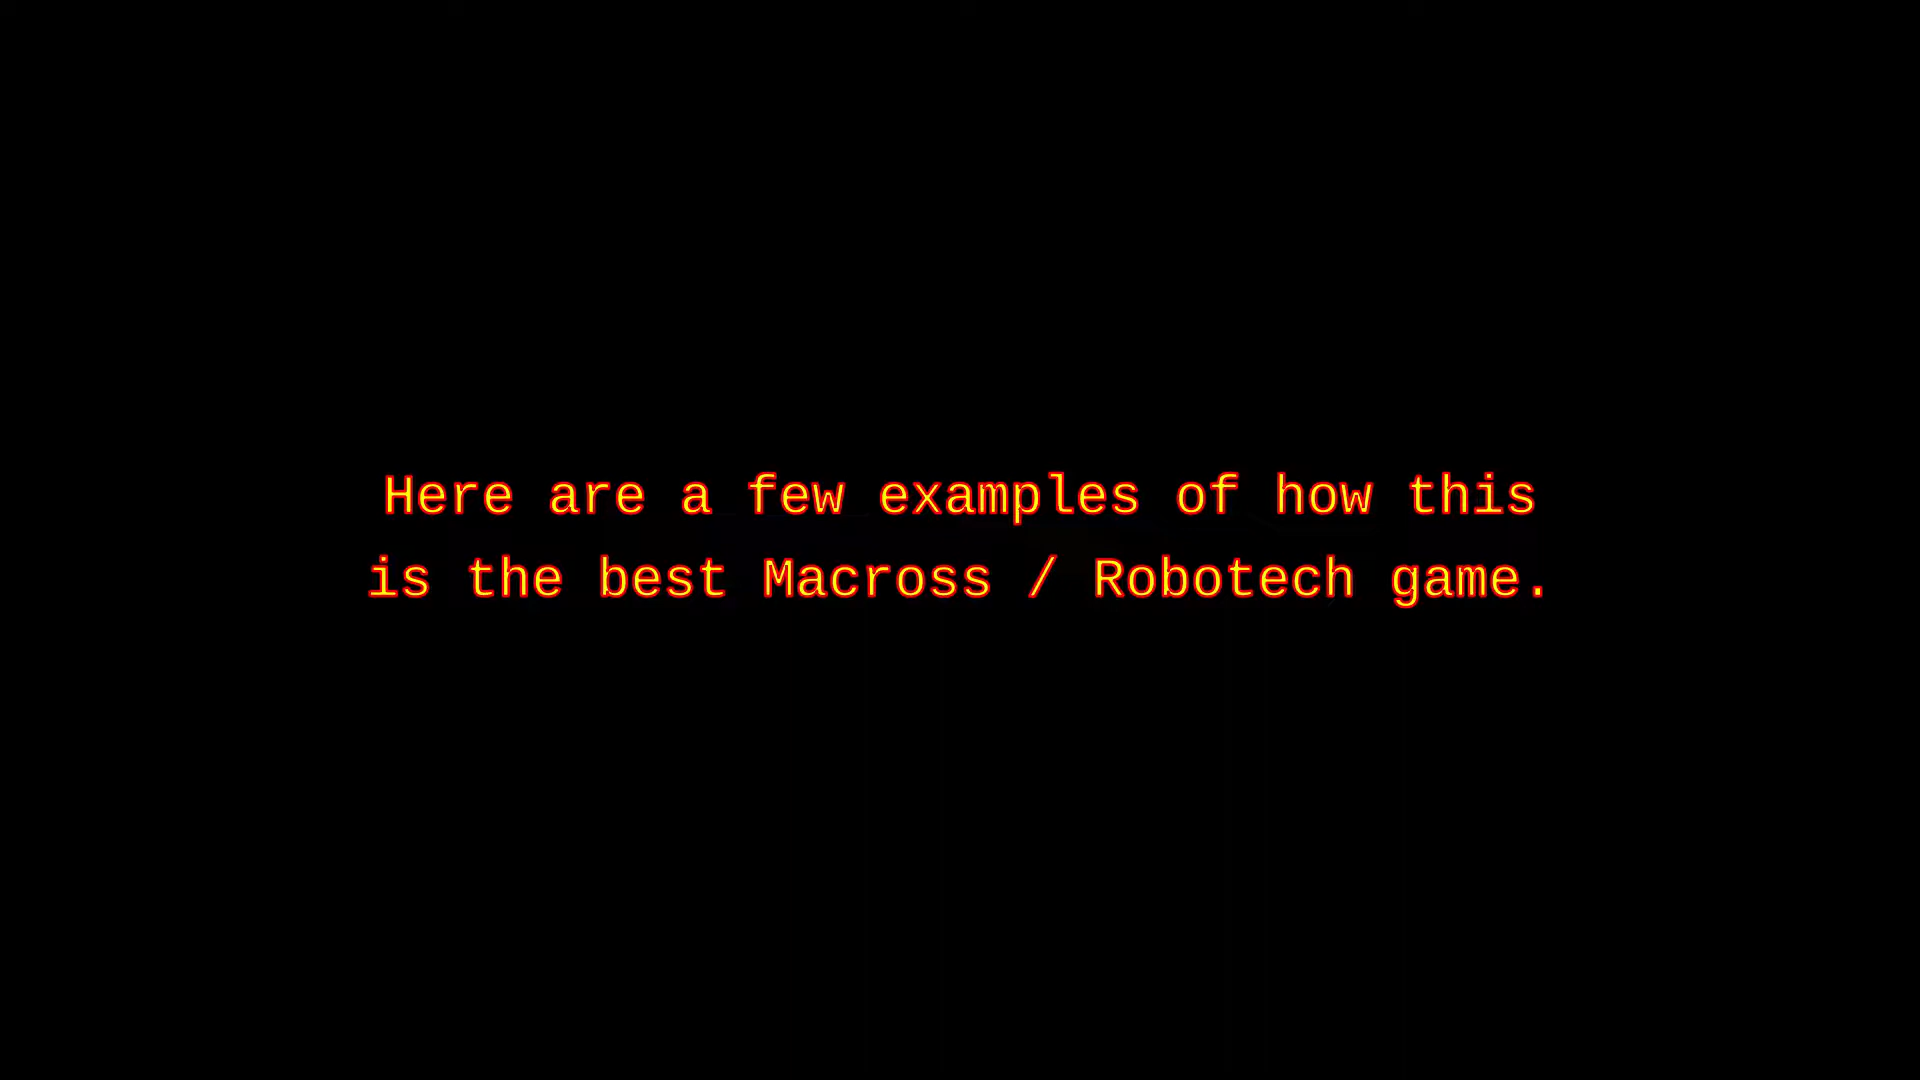 Here are a few examples of how this
is the best Macross / Robotech game.